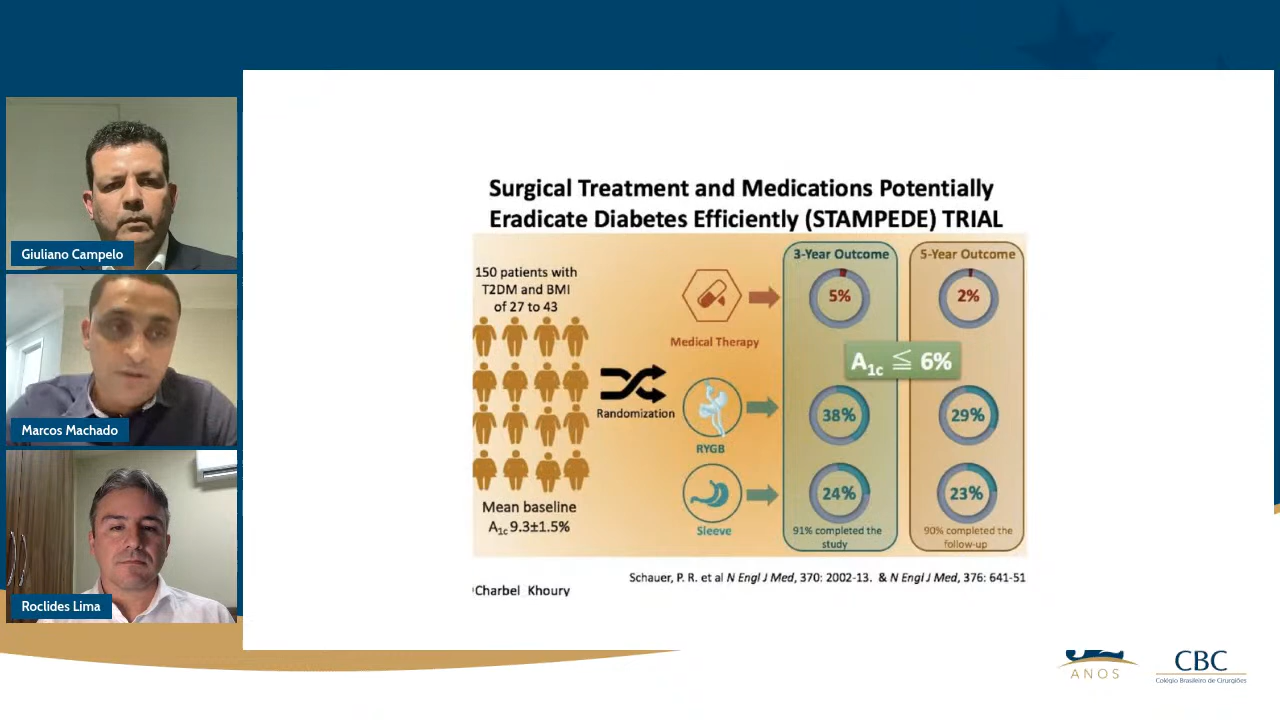 Surgical Treatment and Medications Potentially
Eradicate Diabetes Efficiently (STAMPEDE) TRIAL
150 patients with
T2DM and BMI
of 27 to 43
Mean baseline
A1c 9.3±1.5%
Randomization
Medical Therapy
RYGB
Sleeve
3-Year Outcome
5%
38%
24%
91% completed the
study
5-Year Outcome
2%
29%
23%
90% completed the
follow-up
A1c ≦ 6%
Schauer, P. R. et al N Engl J Med, 370: 2002-13. & N Engl J Med, 376: 641-51
Charbel Khoury
Giuliano Campelo
Marcos Machado
Roclides Lima
ANOS
CBC
Colégio Brasileiro de Cirurgiões